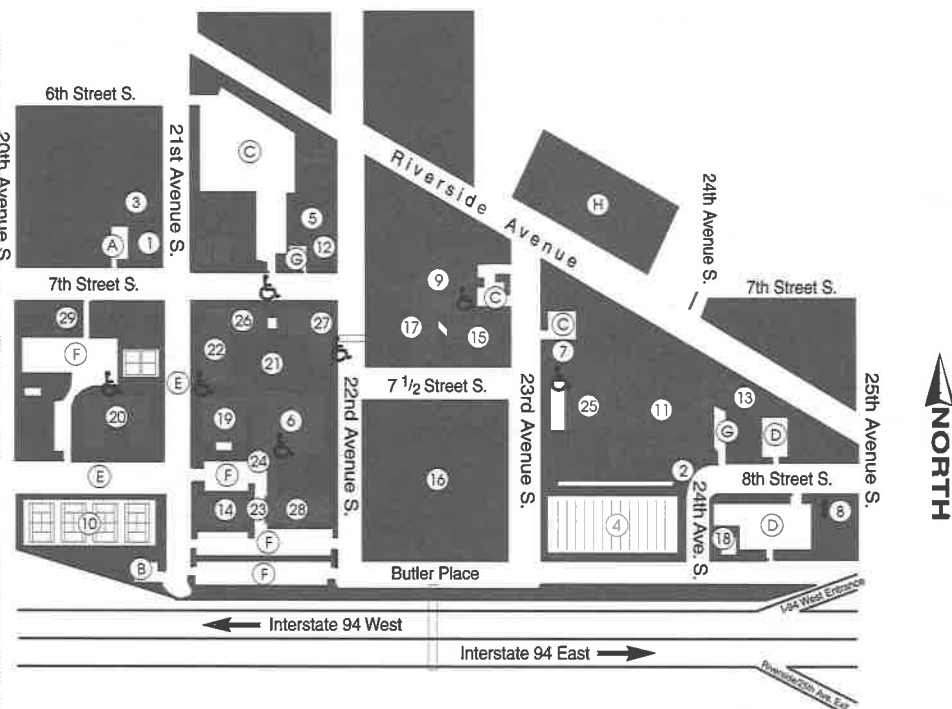 6th Street S.
20th Avenue S.
21st Avenue S.
C
Riverside Avenue
H
24th Avenue S.
3
A
1
5
G
12
7th Street S.
7th Street S.
9
C
29
26
27
17
15
C
F
22
21
7
E
7 1/2 Street S.
22nd Avenue S.
23rd Avenue S.
25th Avenue S.
NORTH
20
19
6
25
11
13
G
D
24
E
F
16
2
8th Street S.
10
14
23
28
4
24th Ave. S.
D
8
18
F
B
F
Butler Place
I-94 West Entrance
Interstate 94 West
Interstate 94 East
Riverside/25th Ave. Exit